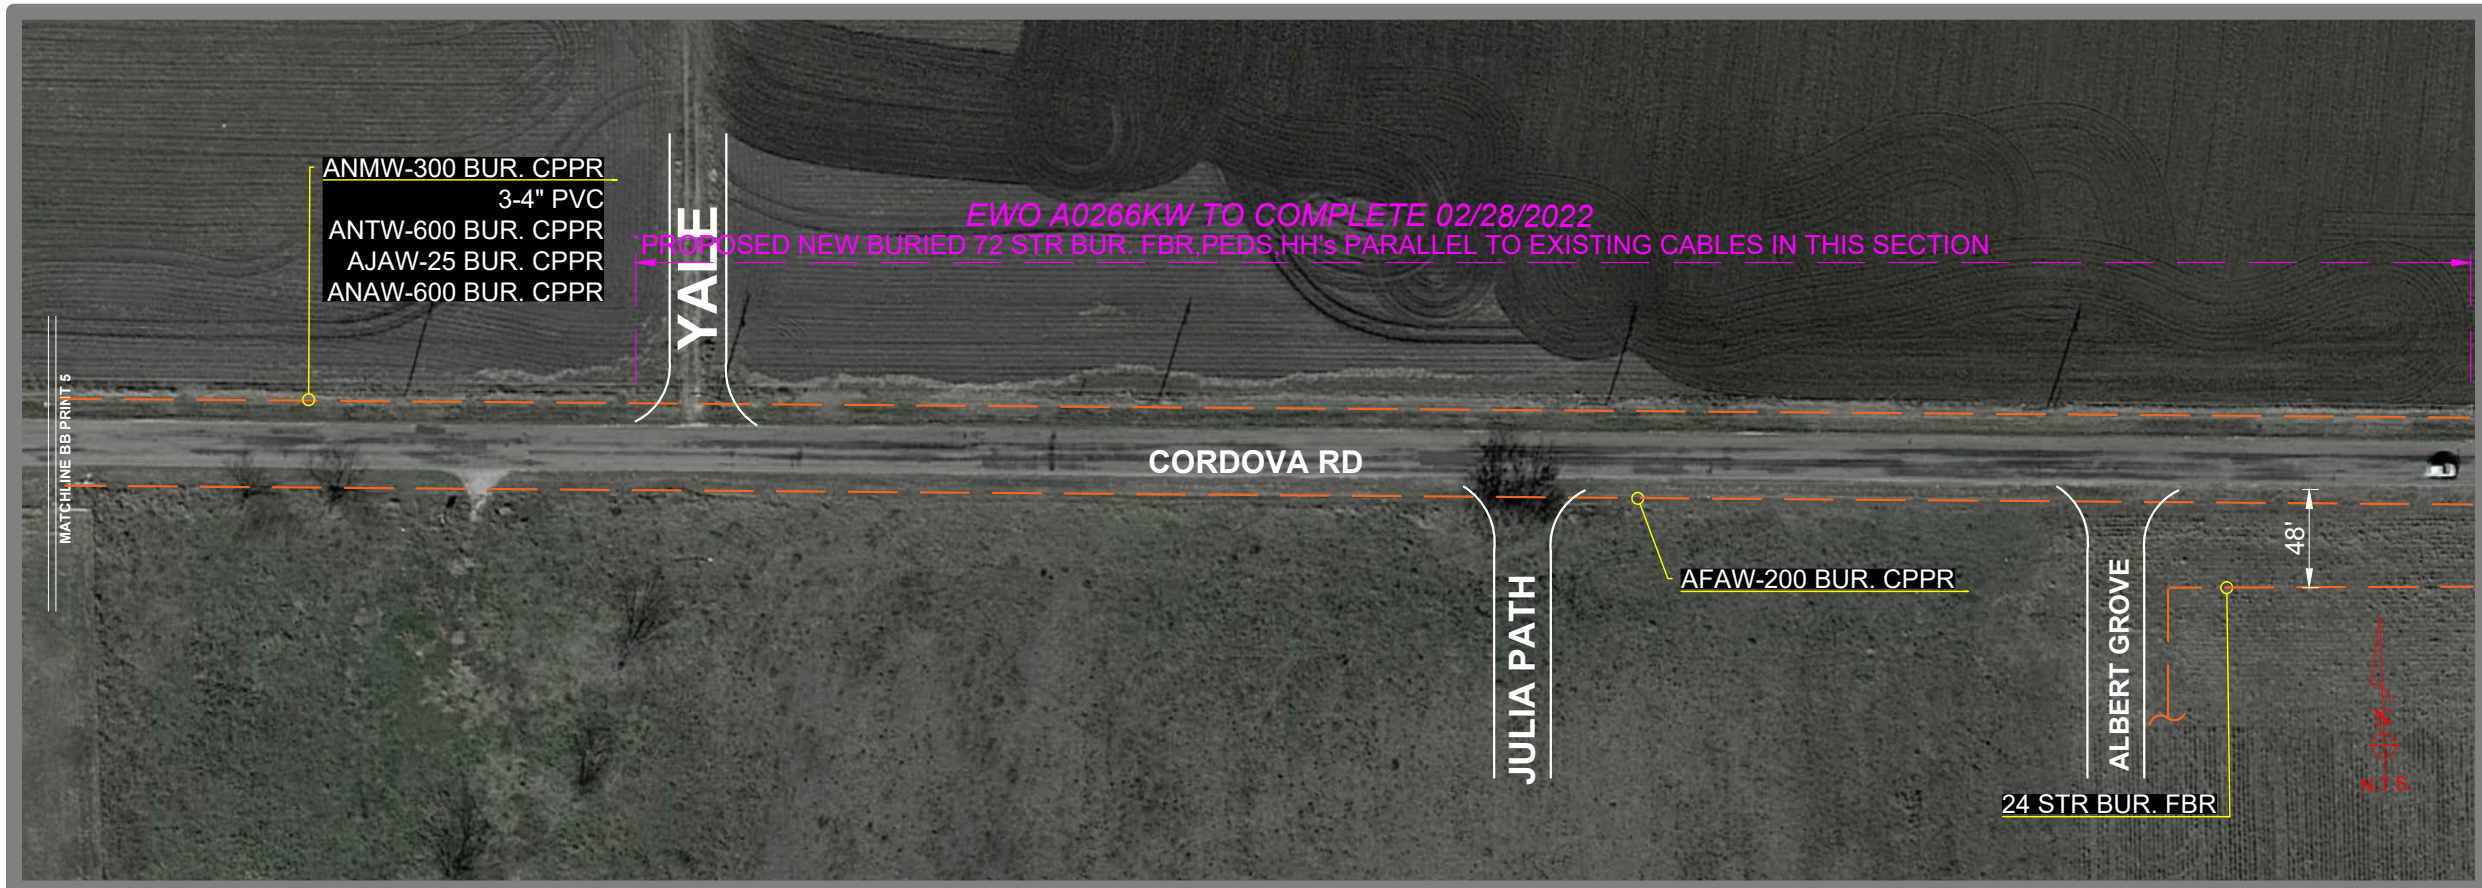 ANMW-300 BUR. CPPR
3-4" PVC
ANTW-600 BUR. CPPR
AJAW-25 BUR. CPPR
ANAW-600 BUR. CPPR
YALE
EWO A0266KW TO COMPLETE 02/28/2022
`PROPOSED NEW BURIED 72 STR BUR. FBR,PEDS,HH's PARALLEL TO EXISTING CABLES IN THIS SECTION
MATCHLINE BB PRINT 5
CORDOVA RD
48'
AFAW-200 BUR. CPPR
JULIA PATH
ALBERT GROVE
24 STR BUR. FBR
N
N.T.S.